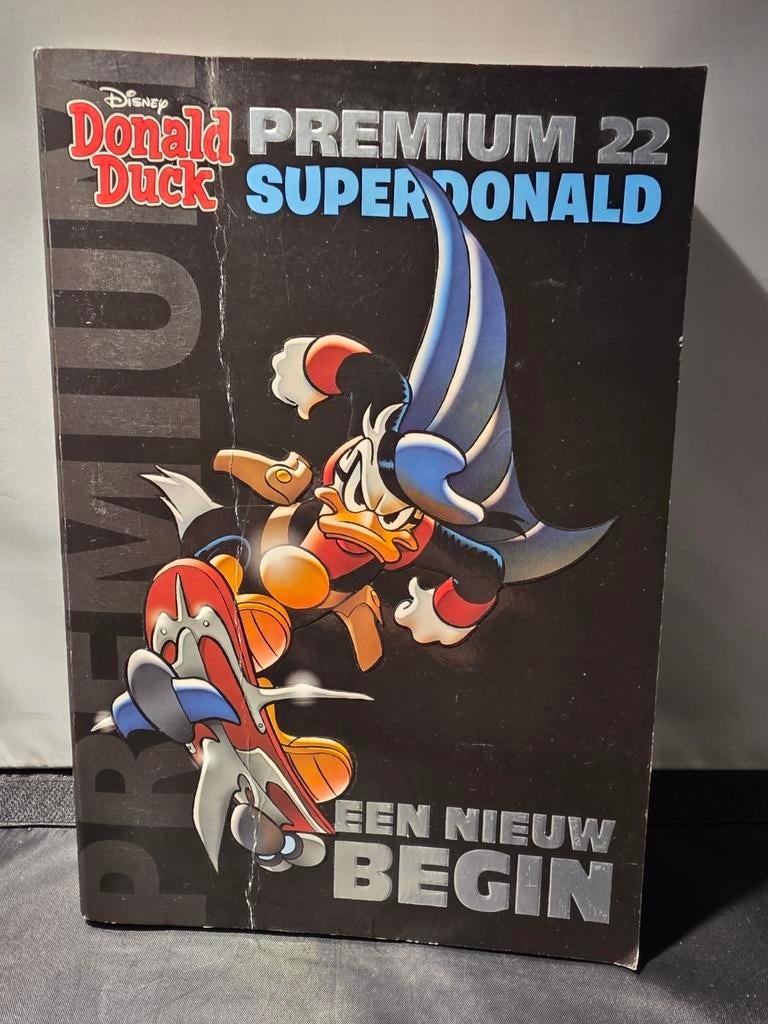 Disney
Donald
Duck
PREMIUM 22
SUPERDONALD
PREMIUM
EEN NIEUW
BEGIN